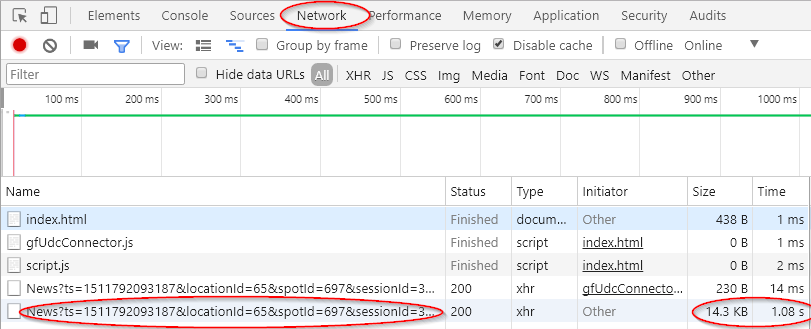 Elements Console Sources Network Performance Memory Application Security Audits
View: Group by frame Preserve log Disable cache Offline Online
Filter Hide data URLs All XHR JS CSS Img Media Font Doc WS Manifest Other
100 ms 200 ms 300 ms 400 ms 500 ms 600 ms 700 ms 800 ms 900 ms 1000 ms
Name Status Type Initiator Size Time
index.html Finished docum... Other 438 B 1 ms
gfUdcConnector.js Finished script index.html 0 B 1 ms
script.js Finished script index.html 0 B 2 ms
News?ts=1511792093187&locationId=65&spotId=697&sessionId=3... 200 xhr gfUdcConnecto... 230 B 14 ms
News?ts=1511792093187&locationId=65&spotId=697&sessionId=3... 200 xhr Other 14.3 KB 1.08 s